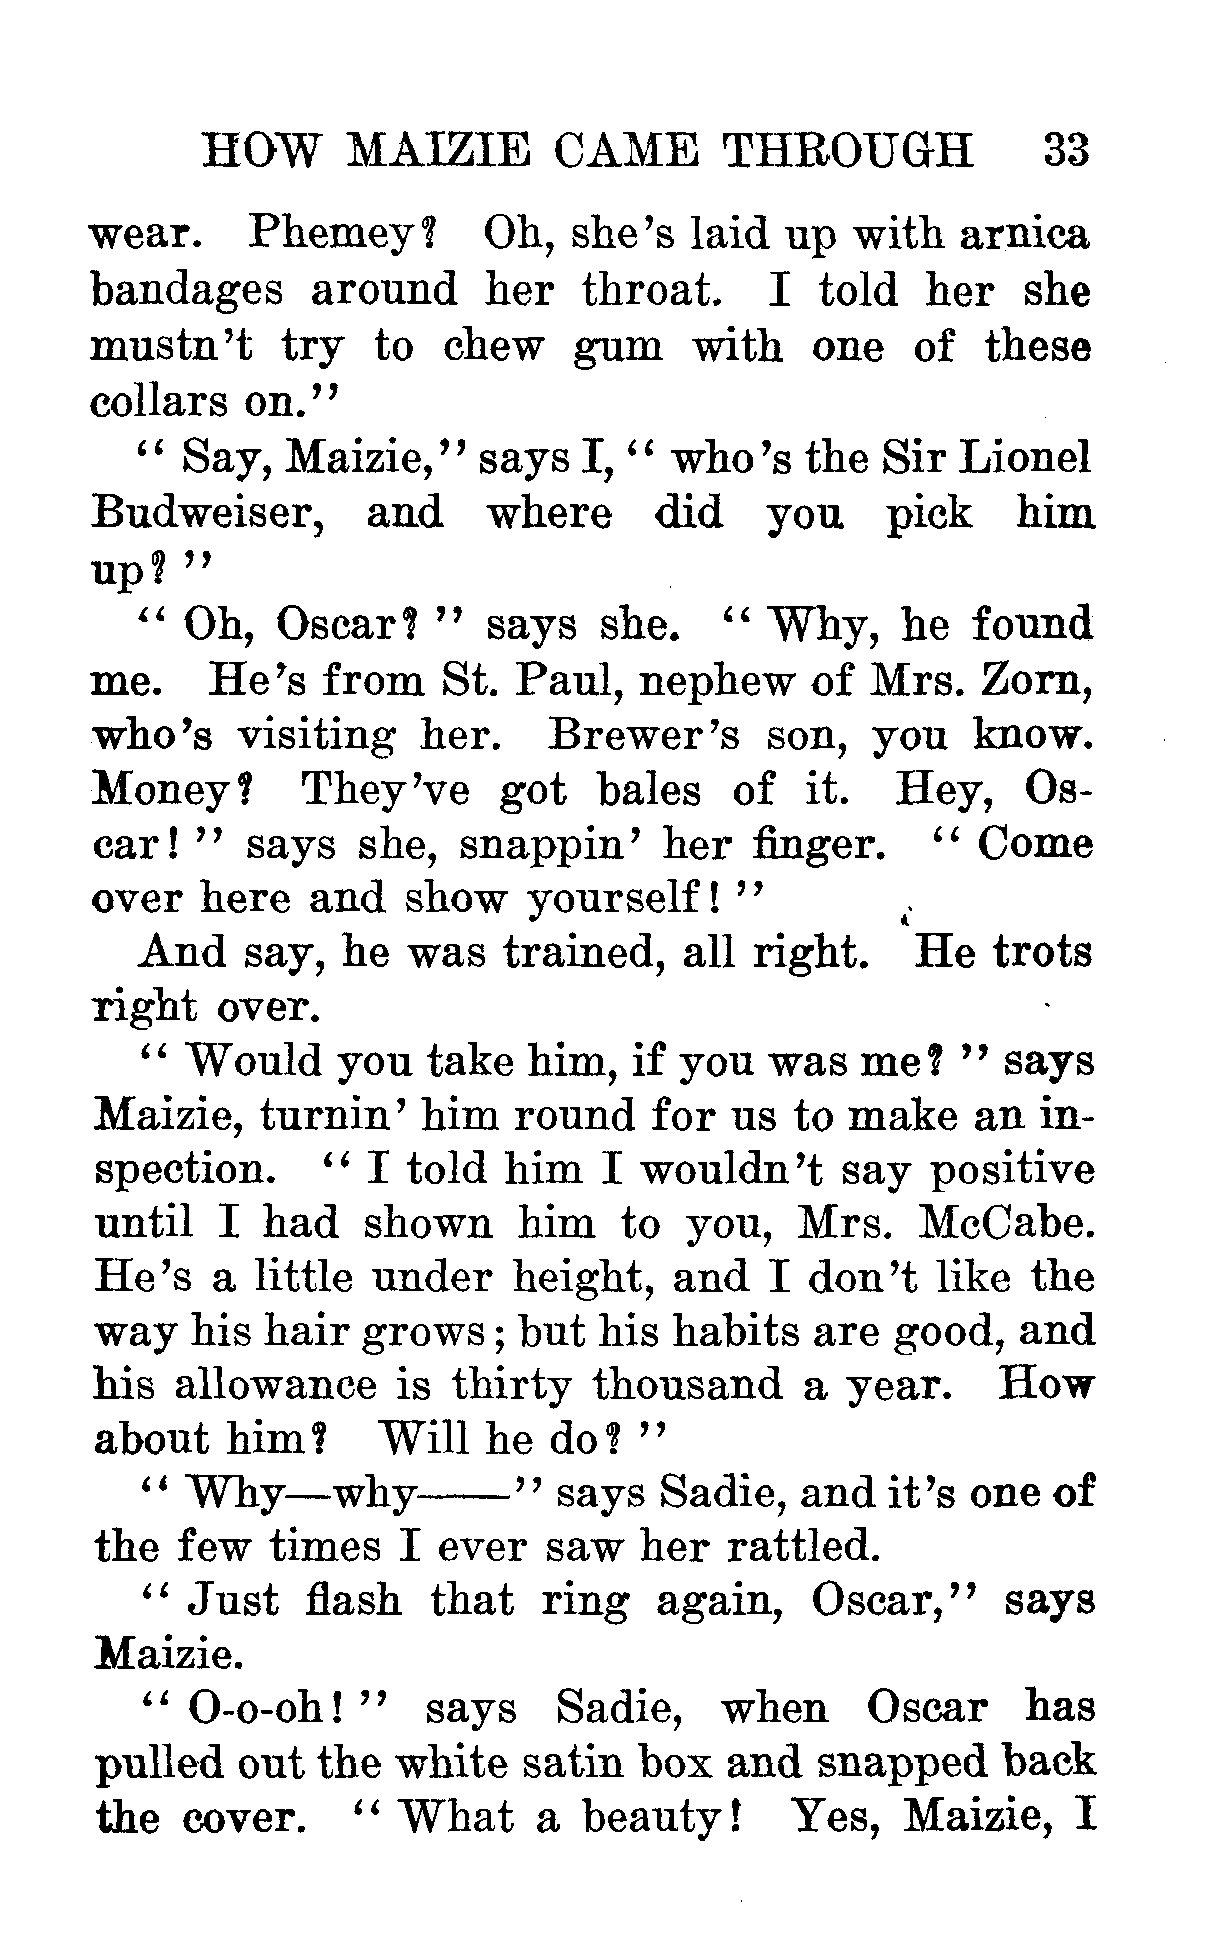 HOW MAIZIE CAME THROUGH 33
wear. Phemey? Oh, she's laid up with arnica
bandages around her throat. I told her she
mustn't try to chew gum with one of these
collars on."
" Say, Maizie," says I, " who's the Sir Lionel
Budweiser, and where did you pick him
up? "
" Oh, Oscar? " says she. " Why, he found
me. He's from St. Paul, nephew of Mrs. Zorn,
who's visiting her. Brewer's son, you know.
Money? They've got bales of it. Hey, Os-
car! " says she, snappin' her finger. " Come
over here and show yourself! "
And say, he was trained, all right. He trots
right over.
" Would you take him, if you was me? " says
Maizie, turnin' him round for us to make an in-
spection. " I told him I wouldn't say positive
until I had shown him to you, Mrs. McCabe.
He's a little under height, and I don't like the
way his hair grows; but his habits are good, and
his allowance is thirty thousand a year. How
about him? Will he do? "
" Why—why——" says Sadie, and it's one of
the few times I ever saw her rattled.
" Just flash that ring again, Oscar," says
Maizie.
" O-o-oh! " says Sadie, when Oscar has
pulled out the white satin box and snapped back
the cover. " What a beauty! Yes, Maizie, I